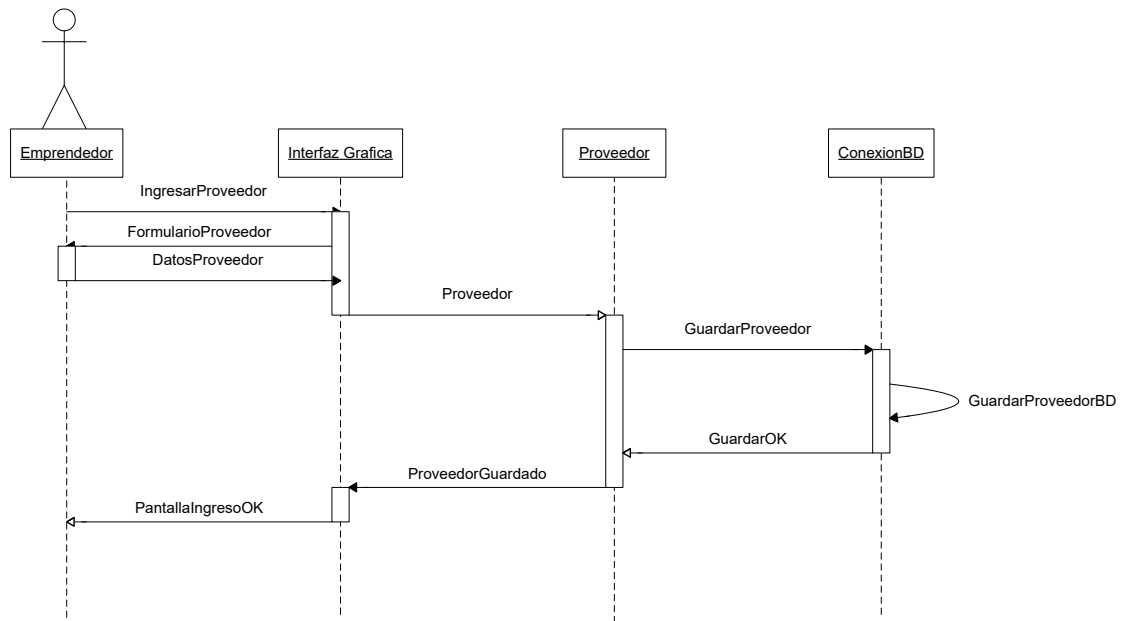 Emprendedor
Interfaz Grafica
Proveedor
ConexionBD
IngresarProveedor
FormularioProveedor
DatosProveedor
Proveedor
GuardarProveedor
GuardarProveedorBD
GuardarOK
ProveedorGuardado
PantallaIngresoOK